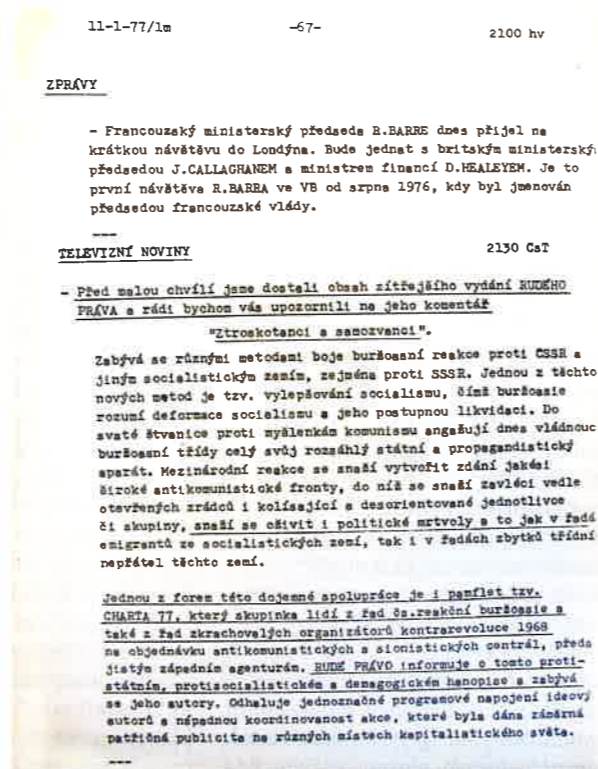 11-1-77/lm -67- 2100 hv
ZPRÁVY
- Francouzský ministerský předseda R.BARRE dnes přijel na
krátkou návštěvu do Londýna. Bude jednat s britským ministerský
předsedou J.CALLAGHANEM a ministrem financí D.HEALEYEM. Je to
první návštěva R.BARRA ve VB od srpna 1976, kdy byl jmenován
předsedou francouzské vlády.
TELEVIZNÍ NOVINY 2130 CsT
- Před malou chvílí jsme dostali obsah zítřejšího vydání RUDÉHO
PRÁVA a rádi bychom vás upozornili na jeho komentář
"Ztroskotanci a samozvanci".
Zabývá se různými metodami boje buržoasní reakce proti ČSSR a
jiným socialistickým zemím, zejména proti SSSR. Jednou z těchto
nových metod je tzv. vylepšování socialismu, čímž buržoasie
rozumí deformace socialismu a jeho postupnou likvidaci. Do
svaté štvanice proti myšlenkám komunismu angažují dnes vládnouc
buržoasní třídy celý svůj rozsáhlý státní a propagandistický
aparát. Mezinárodní reakce se snaží vytvořit zdání jakési
široké antikomunistické fronty, do níž se snaží zavléci vedle
otevřených zrádců i kolísající a desorientované jednotlivce
či skupiny, snaží se oživit i politické mrtvoly a to jak v řadá
emigrantů ze socialistických zemí, tak i v řadách zbytků třídní
nepřátel těchto zemí.
Jednou z forem této dojemné spolupráce je i pamflet tzv.
CHARTA 77, který skupinka lidí z řad čs.reakční buržoasie a
také z řad zkrachovalých organizátorů kontrarevoluce 1968
na objednávku antikomunistických a sionistických centrál, předa
jistým západním agenturám. RUDÉ PRÁVO informuje o tomto proti-
státním, protisocialistickém a demagogickém hanopise a zabývá
se jeho autory. Odhaluje jednoznačné programové napojení ideový
autorů a nápadnou koordinovanost akce, které byla dána záměrná
patřičná publicita na různých místech kapitalistického světa.